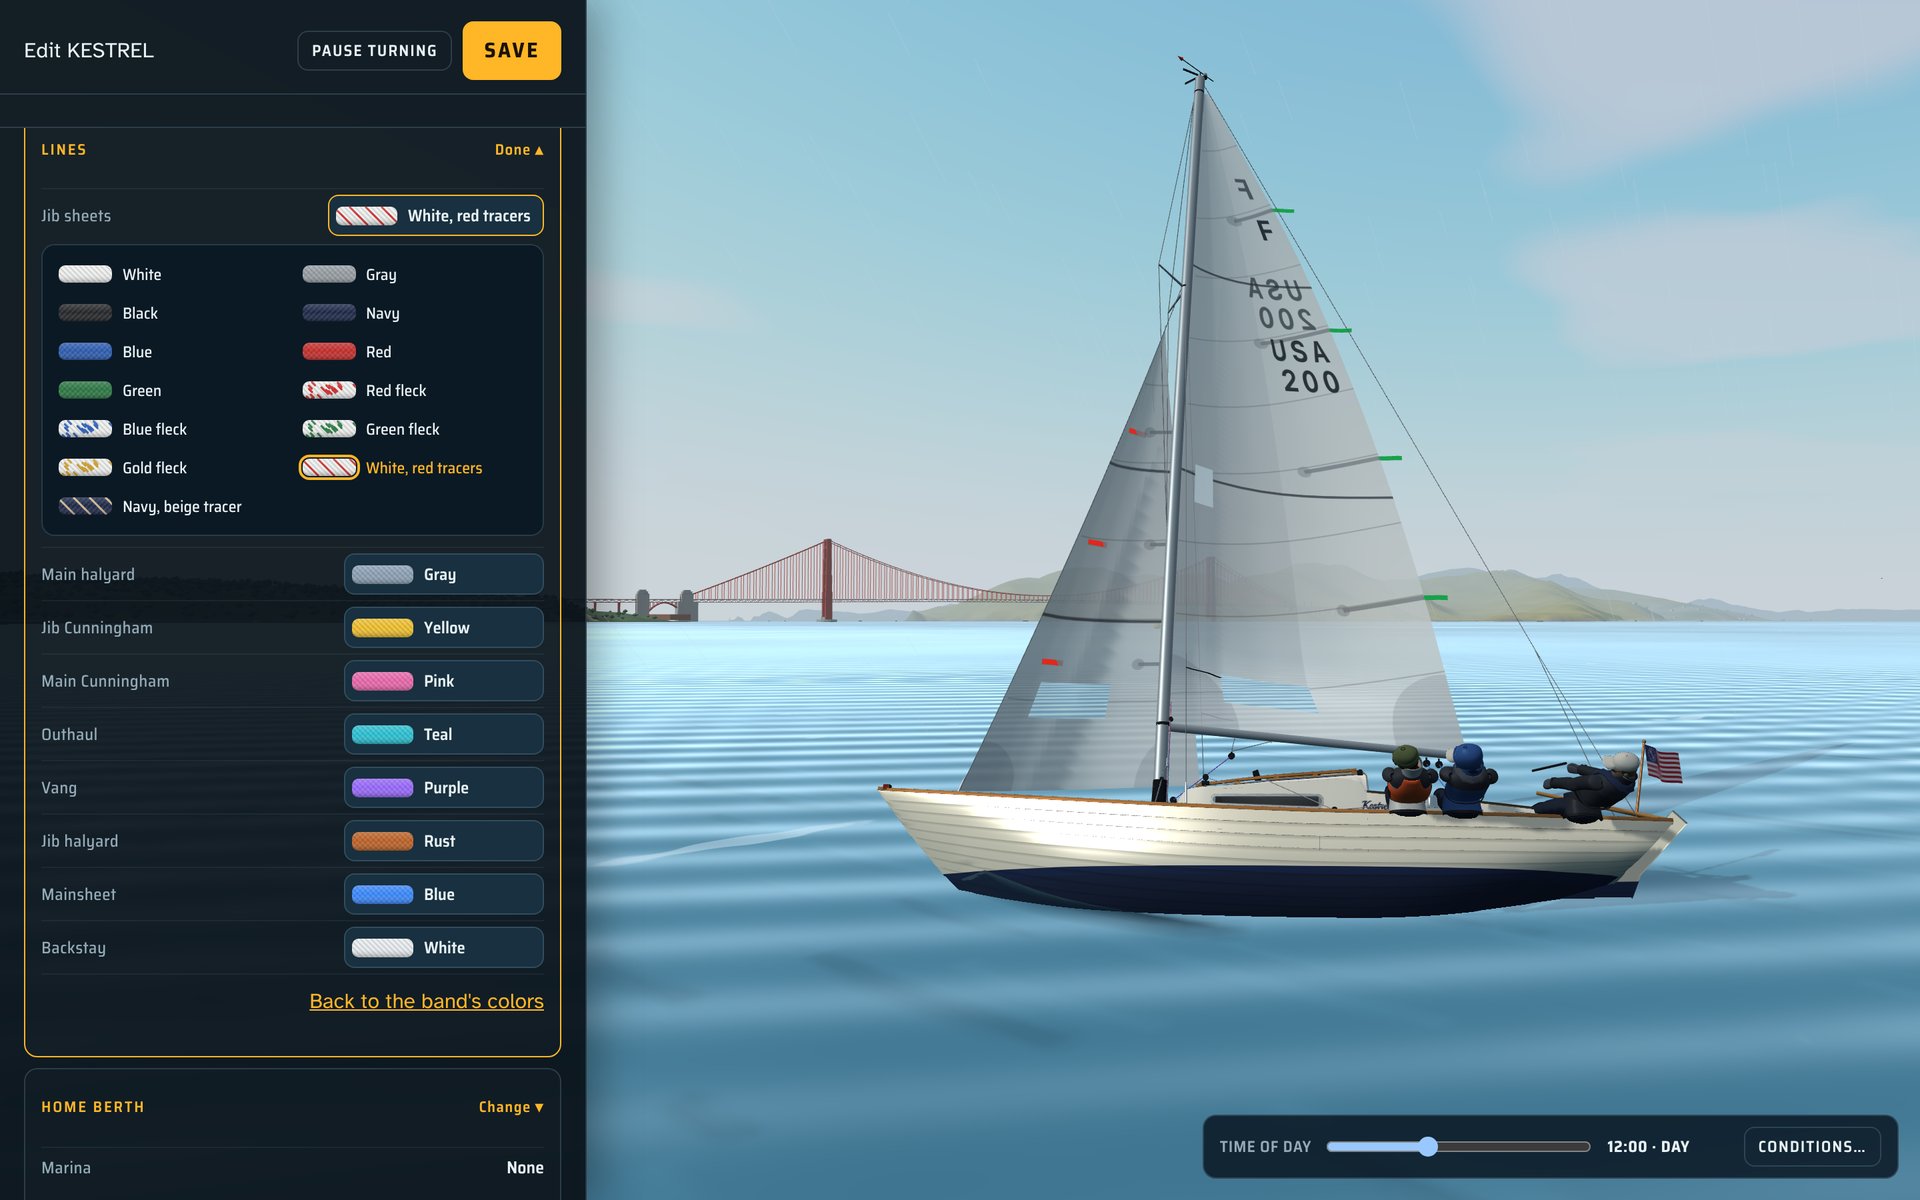 Edit KESTREL
PAUSE TURNING
SAVE
LINES
Done ▲
Jib sheets
White, red tracers
White
Gray
Black
Navy
Blue
Red
Green
Red fleck
Blue fleck
Green fleck
Gold fleck
White, red tracers
Navy, beige tracer
Main halyard
Gray
Jib Cunningham
Yellow
Main Cunningham
Pink
Outhaul
Teal
Vang
Purple
Jib halyard
Rust
Mainsheet
Blue
Backstay
White
Back to the band's colors
HOME BERTH
Change ▼
Marina
None
F
F
USA
200
USA
200
Kestrel
TIME OF DAY
12:00 · DAY
CONDITIONS...